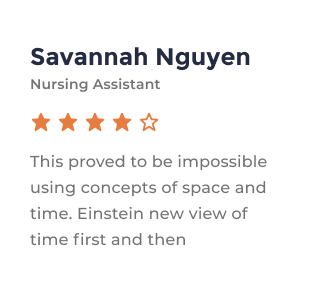 Savannah Nguyen
Nursing Assistant
This proved to be impossible
using concepts of space and
time. Einstein new view of
time first and then